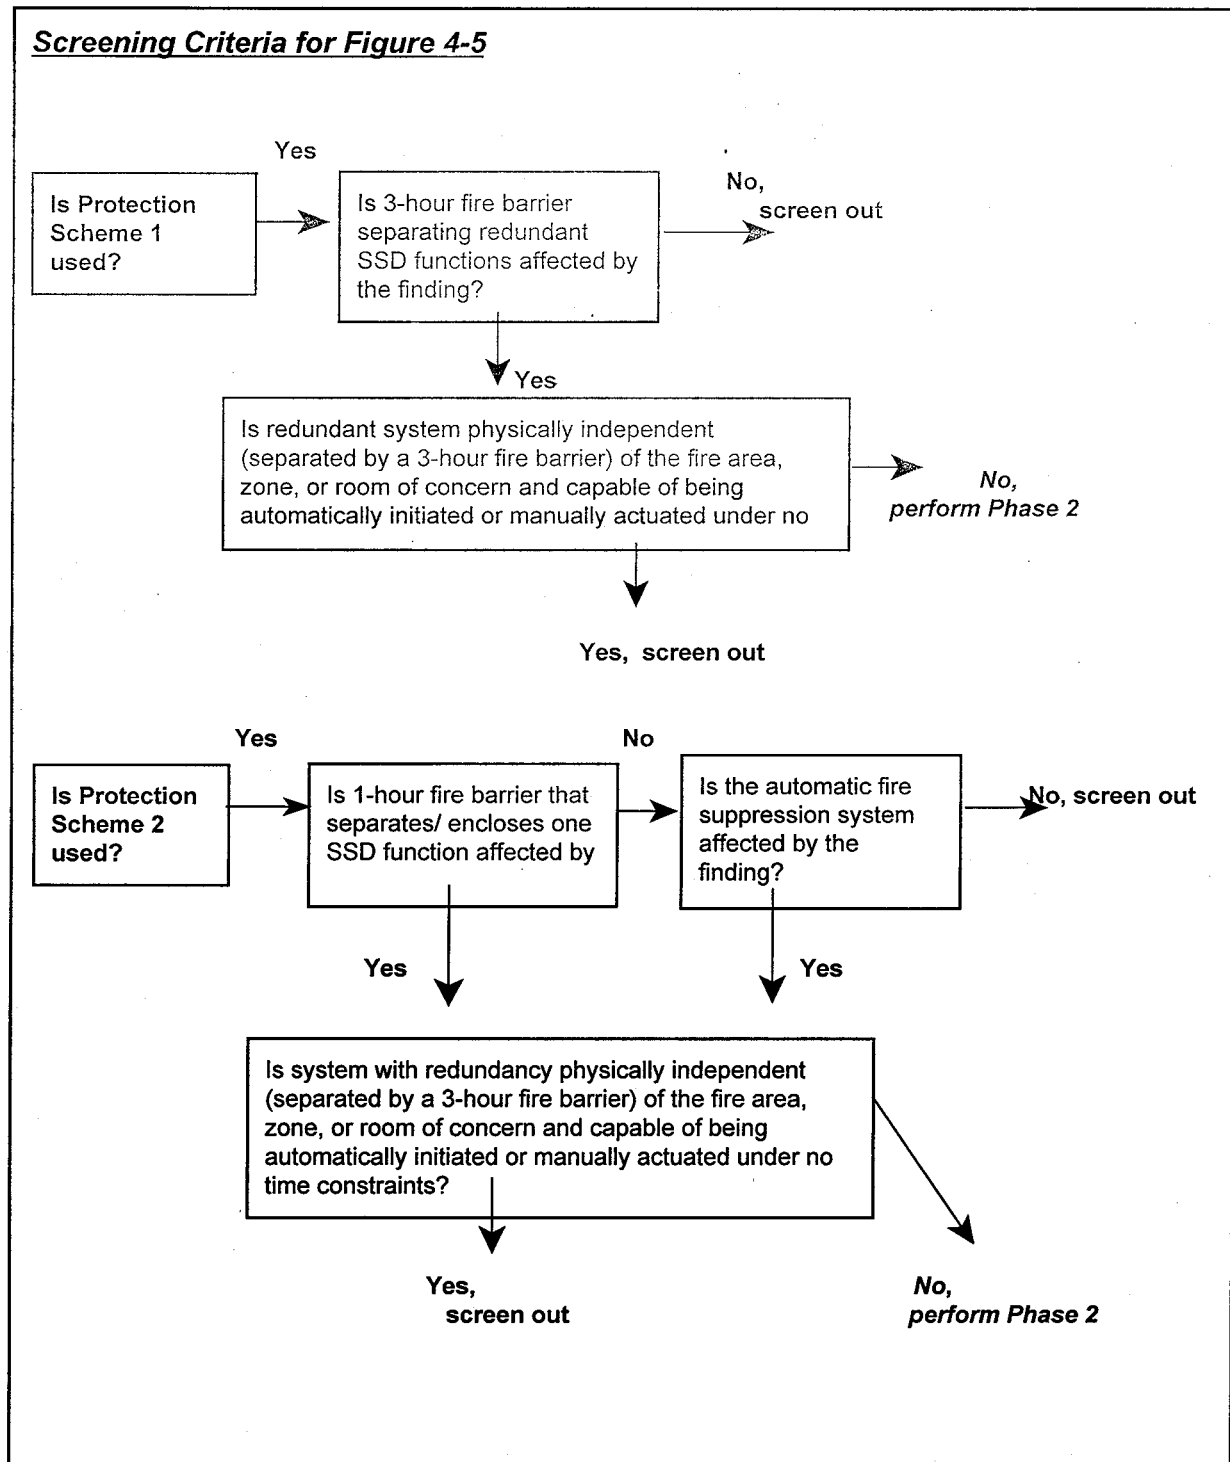 Screening Criteria for Figure 4-5
Yes
No,
screen out
Is Protection
Scheme 1
used?
Is 3-hour fire barrier
separating redundant
SSD functions affected by
the finding?
Yes
Is redundant system physically independent
(separated by a 3-hour fire barrier) of the fire area,
zone, or room of concern and capable of being
automatically initiated or manually actuated under no
No,
perform Phase 2
Yes, screen out
Yes
No
Is Protection
Scheme 2
used?
Is 1-hour fire barrier that
separates/ encloses one
SSD function affected by
Is the automatic fire
suppression system
affected by the
finding?
No, screen out
Yes
Yes
Is system with redundancy physically independent
(separated by a 3-hour fire barrier) of the fire area,
zone, or room of concern and capable of being
automatically initiated or manually actuated under no
time constraints?
Yes,
screen out
No,
perform Phase 2